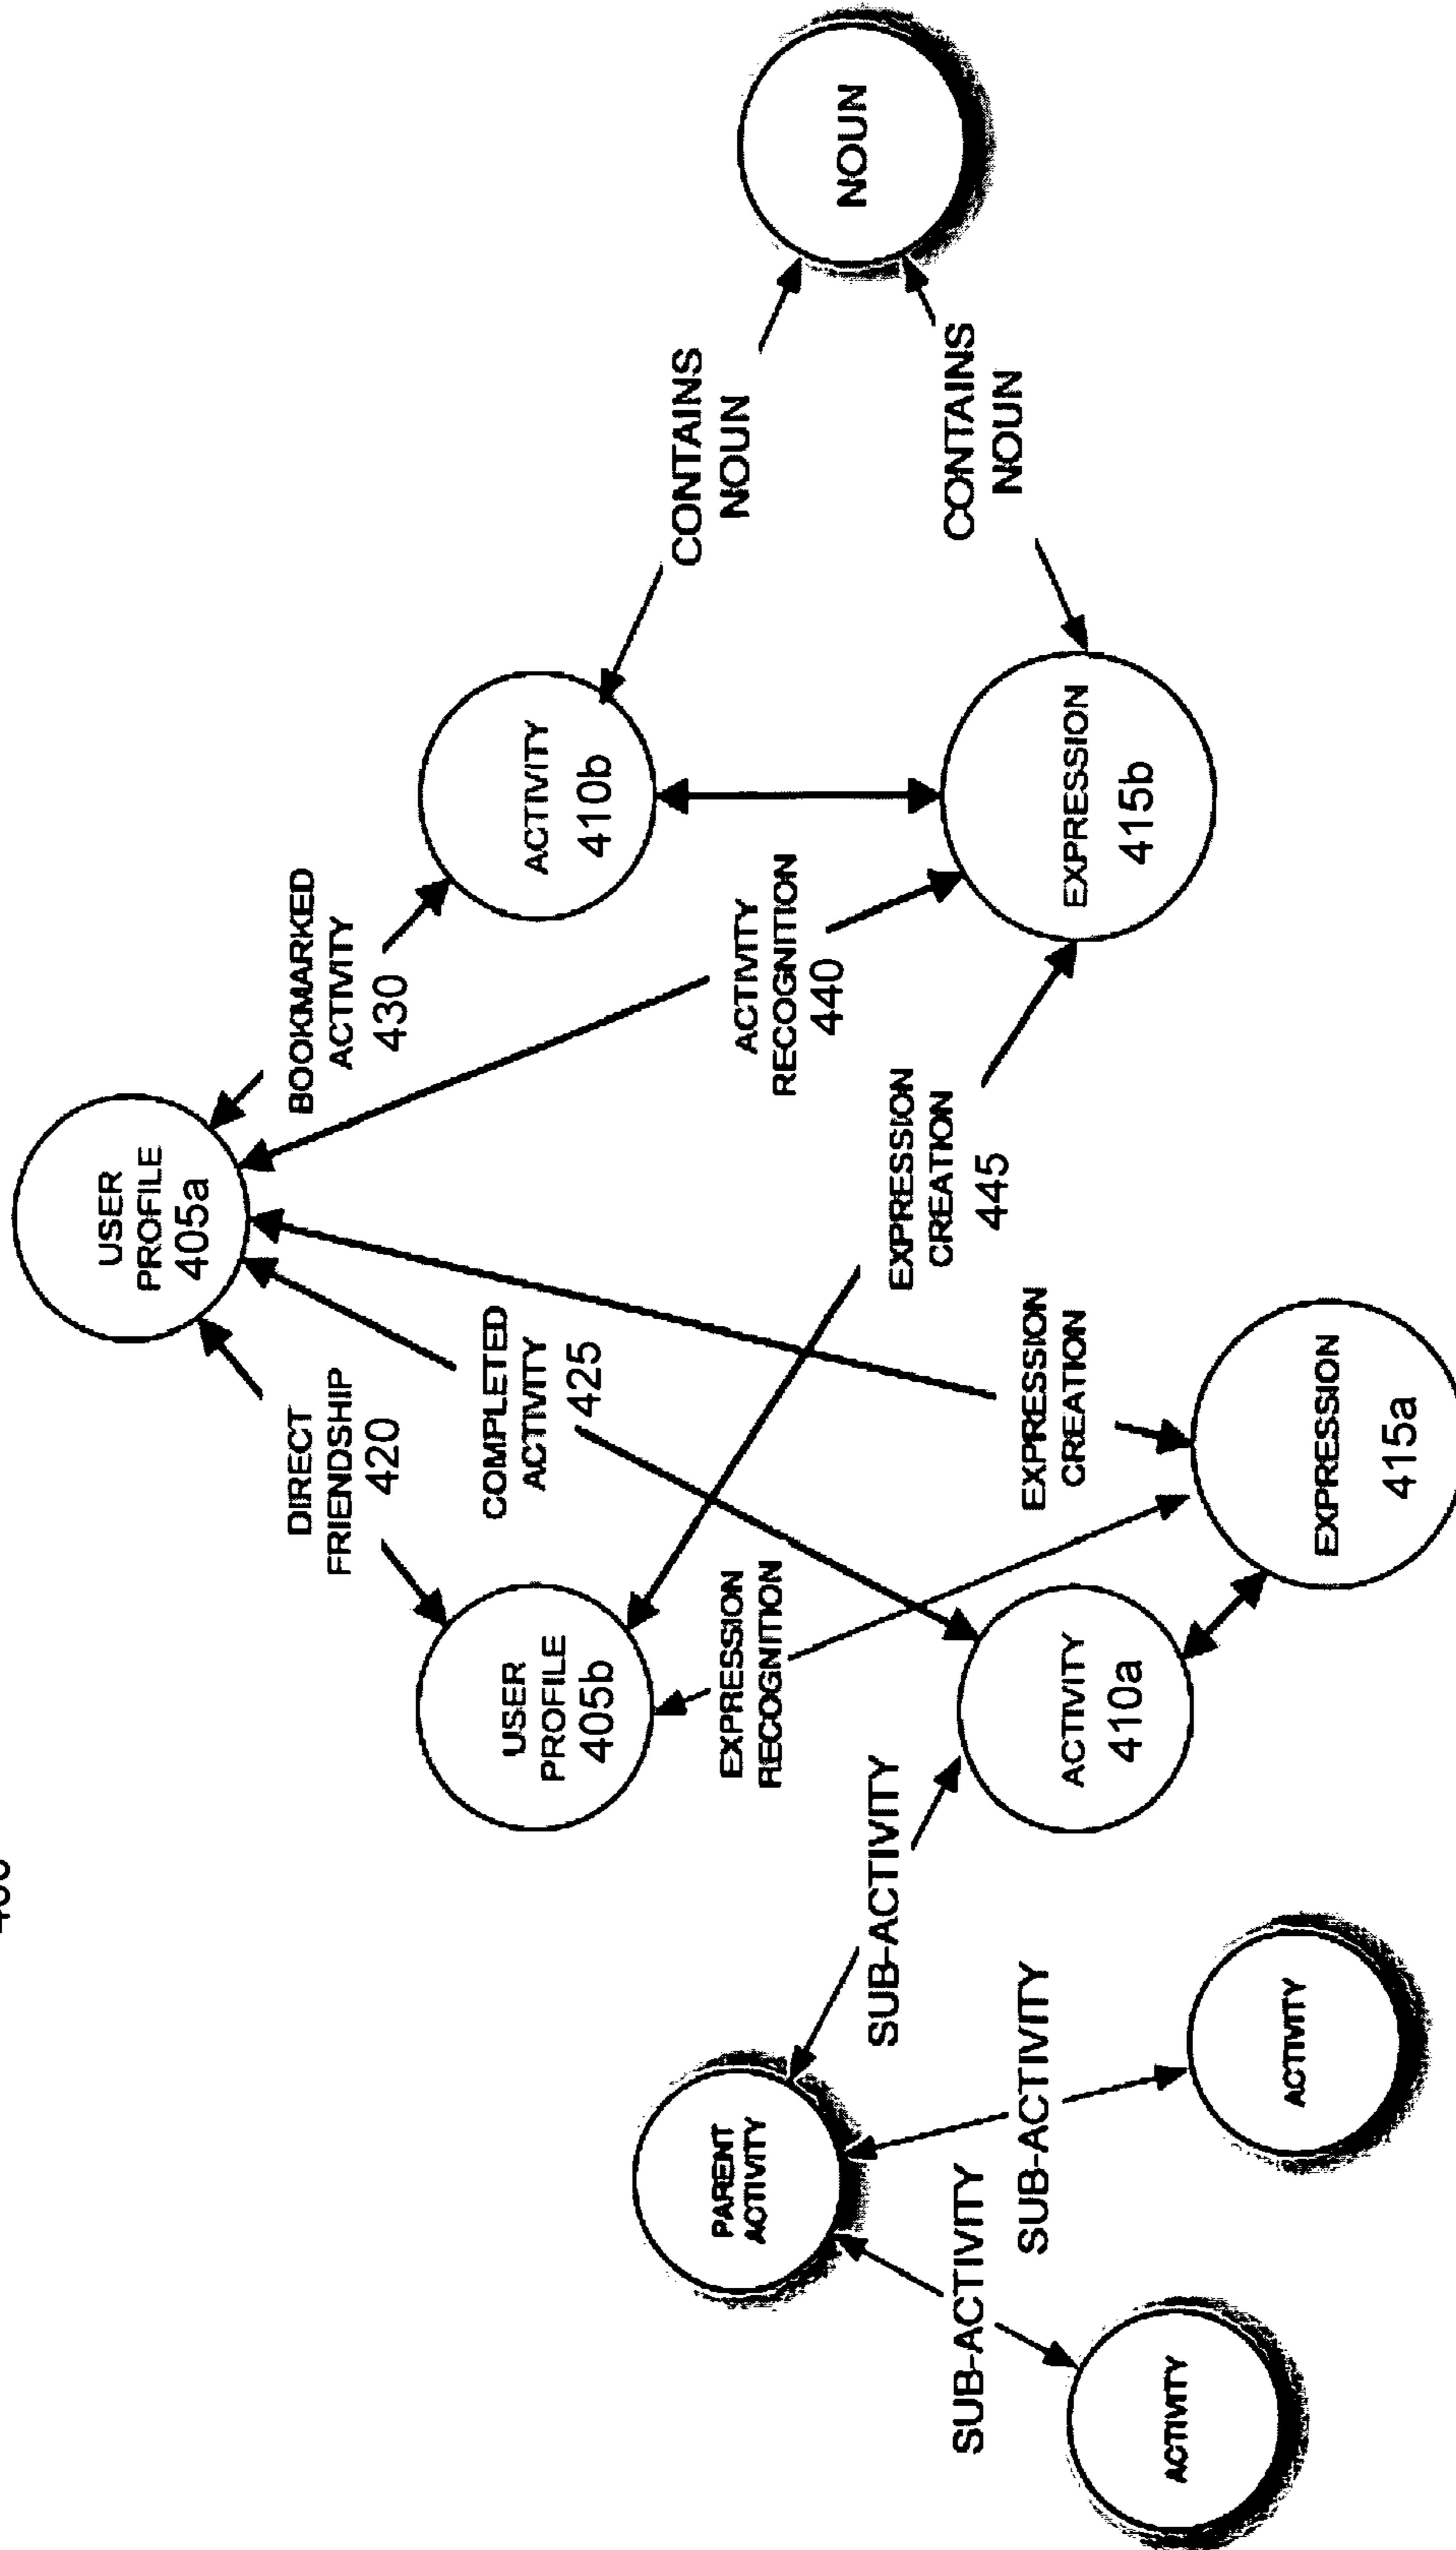 USER
PROFILE
405a
DIRECT
FRIENDSHIP
420
BOOKMARKED
ACTIVITY
430
COMPLETED
ACTIVITY
425
USER
PROFILE
405b
ACTIVITY
410b
CONTAINS
NOUN
PARENT
ACTIVITY
EXPRESSION
RECOGNITION
ACTIVITY
RECOGNITION
440
NOUN
SUB-ACTIVITY
EXPRESSION
CREATION
445
CONTAINS
NOUN
SUB-ACTIVITY
SUB-ACTIVITY
EXPRESSION
CREATION
ACTIVITY
410a
EXPRESSION
415b
ACTIVITY
ACTIVITY
EXPRESSION
415a